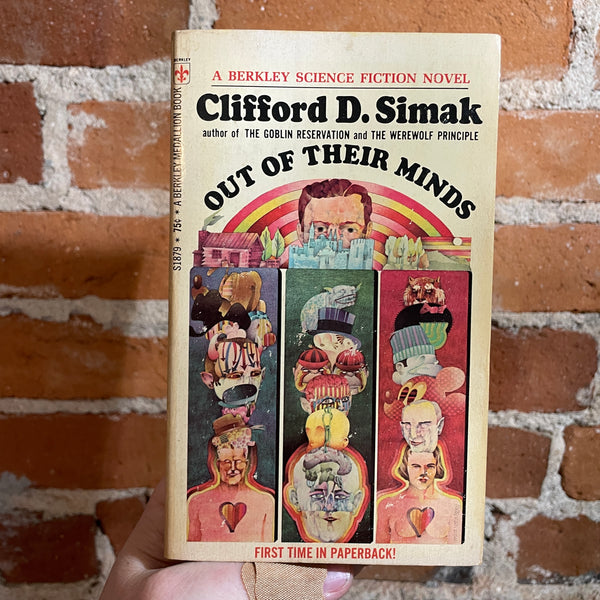 BERKLEY
A BERKLEY SCIENCE FICTION NOVEL
Clifford D. Simak
author of THE GOBLIN RESERVATION and THE WEREWOLF PRINCIPLE
OUT OF THEIR MINDS
S1879 * 75¢ * A BERKLEY MEDALLION BOOK
FIRST TIME IN PAPERBACK!